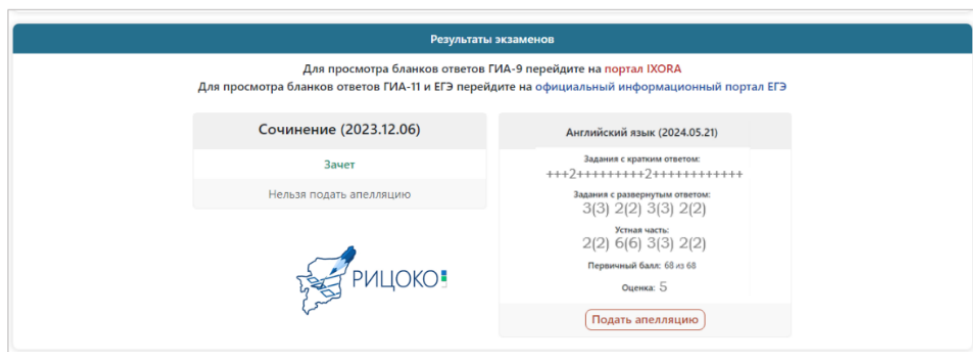 Результаты экзаменов
Для просмотра бланков ответов ГИА-9 перейдите на портал IXORA
Для просмотра бланков ответов ГИА-11 и ЕГЭ перейдите на официальный информационный портал ЕГЭ
Сочинение (2023.12.06)
Зачет
Нельзя подать апелляцию
РИЦОКО
Английский язык (2024.05.21)
Задания с кратким ответом:
+++2+++++++++2++++++++++++
Задания с развернутым ответом:
3(3) 2(2) 3(3) 2(2)
Устная часть:
2(2) 6(6) 3(3) 2(2)
Первичный балл: 68 из 68
Оценка: 5
Подать апелляцию